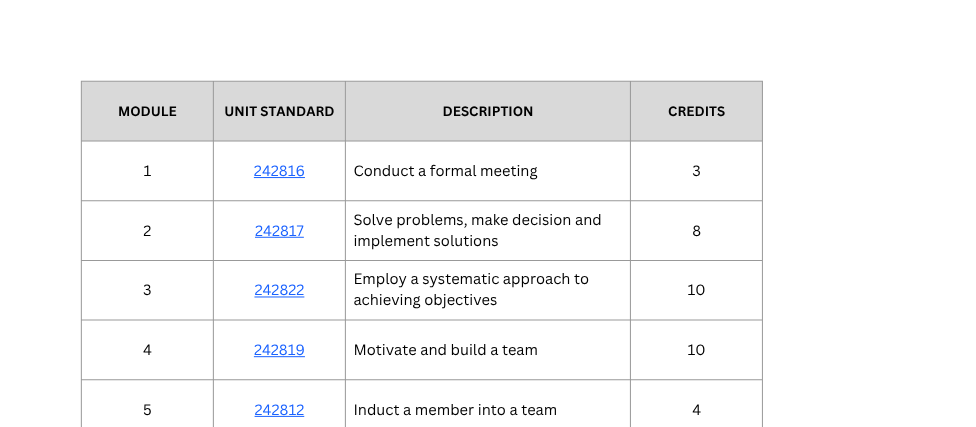 MODULE UNIT STANDARD DESCRIPTION CREDITS
1 242816 Conduct a formal meeting 3
2 242817 Solve problems, make decision and
implement solutions 8
3 242822 Employ a systematic approach to
achieving objectives 10
4 242819 Motivate and build a team 10
5 242812 Induct a member into a team 4